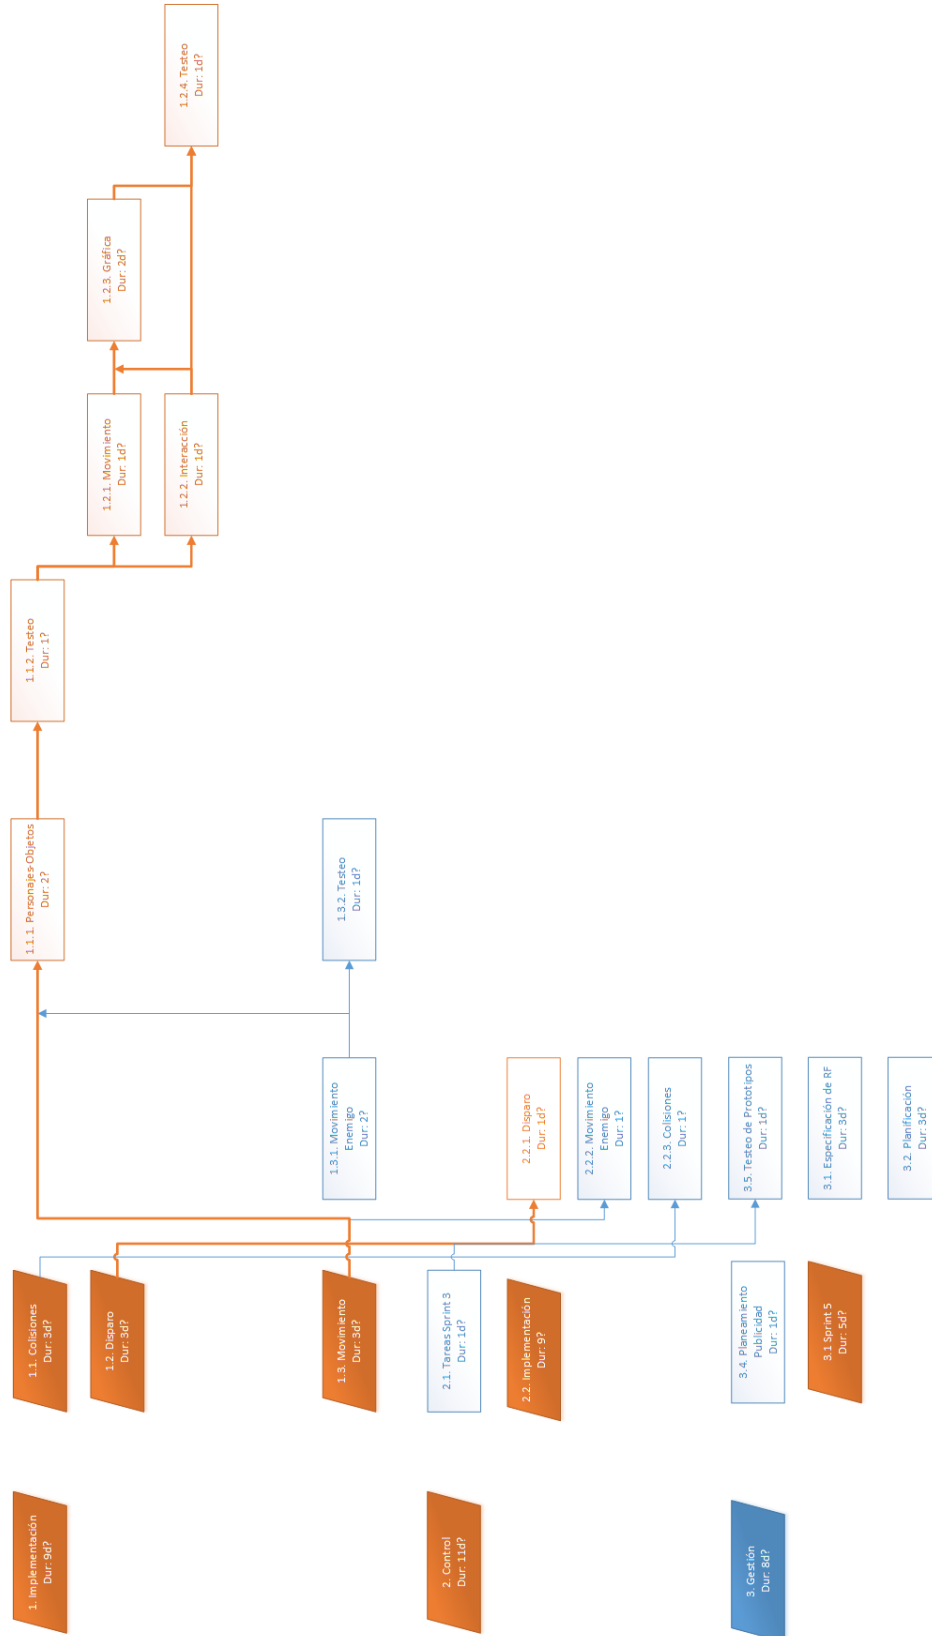 1. Implementación
Dur: 9d?
1.1. Colisiones
Dur: 3d?
1.1.1. Personajes-Objetos
Dur: 2?
1.1.2. Testeo
Dur: 1?
1.2. Disparo
Dur: 3d?
1.2.1. Movimiento
Dur: 1d?
1.2.3. Gráfica
Dur: 2d?
1.2.2. Interacción
Dur: 1d?
1.2.4. Testeo
Dur: 1d?
1.3. Movimiento
Dur: 3d?
1.3.1. Movimiento
Enemigo
Dur: 2?
1.3.2. Testeo
Dur: 1d?
2. Control
Dur: 11d?
2.1. Tareas Sprint 3
Dur: 1d?
2.2. Implementación
Dur: 9?
2.2.1. Disparo
Dur: 1d?
2.2.2. Movimiento
Enemigo
Dur: 1?
2.2.3. Colisiones
Dur: 1?
3. Gestión
Dur: 8d?
3.4. Planeamiento
Publicidad
Dur: 1d?
3.5. Testeo de Prototipos
Dur: 1d?
3.1 Sprint 5
Dur: 5d?
3.1. Especificación de RF
Dur: 3d?
3.2. Planificación
Dur: 3d?